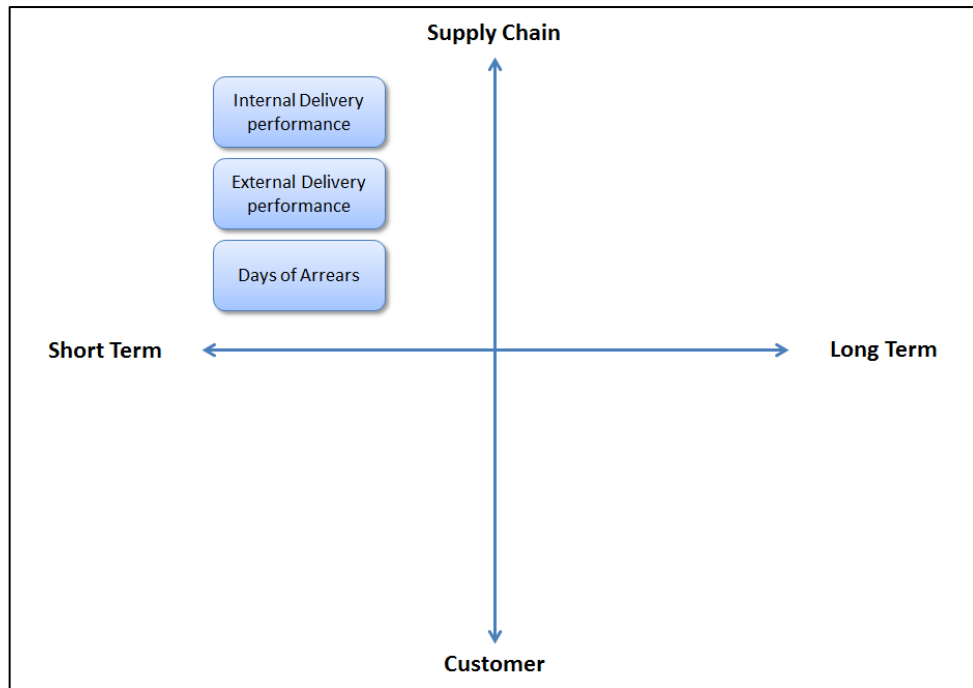 Supply Chain
Internal Delivery
performance
External Delivery
performance
Days of Arrears
Short Term
Long Term
Customer